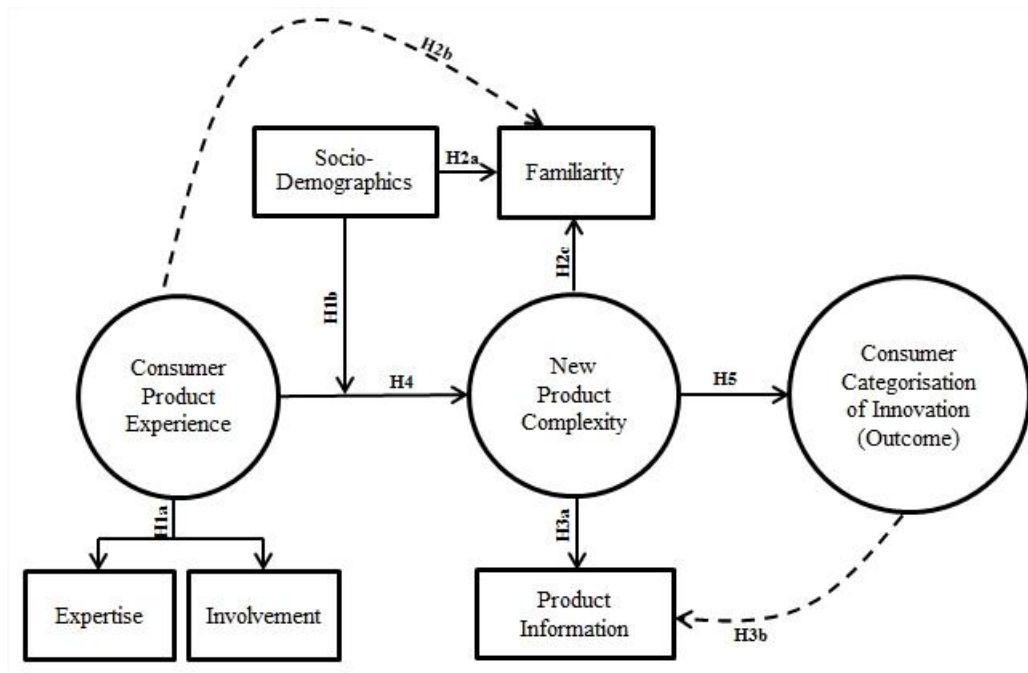 H2b
Socio-
Demographics
H2a
Familiarity
H1b
H2c
Consumer
Product
Experience
H4
New
Product
Complexity
H5
Consumer
Categorisation
of Innovation
(Outcome)
H1a
H3a
Expertise
Involvement
Product
Information
H3b